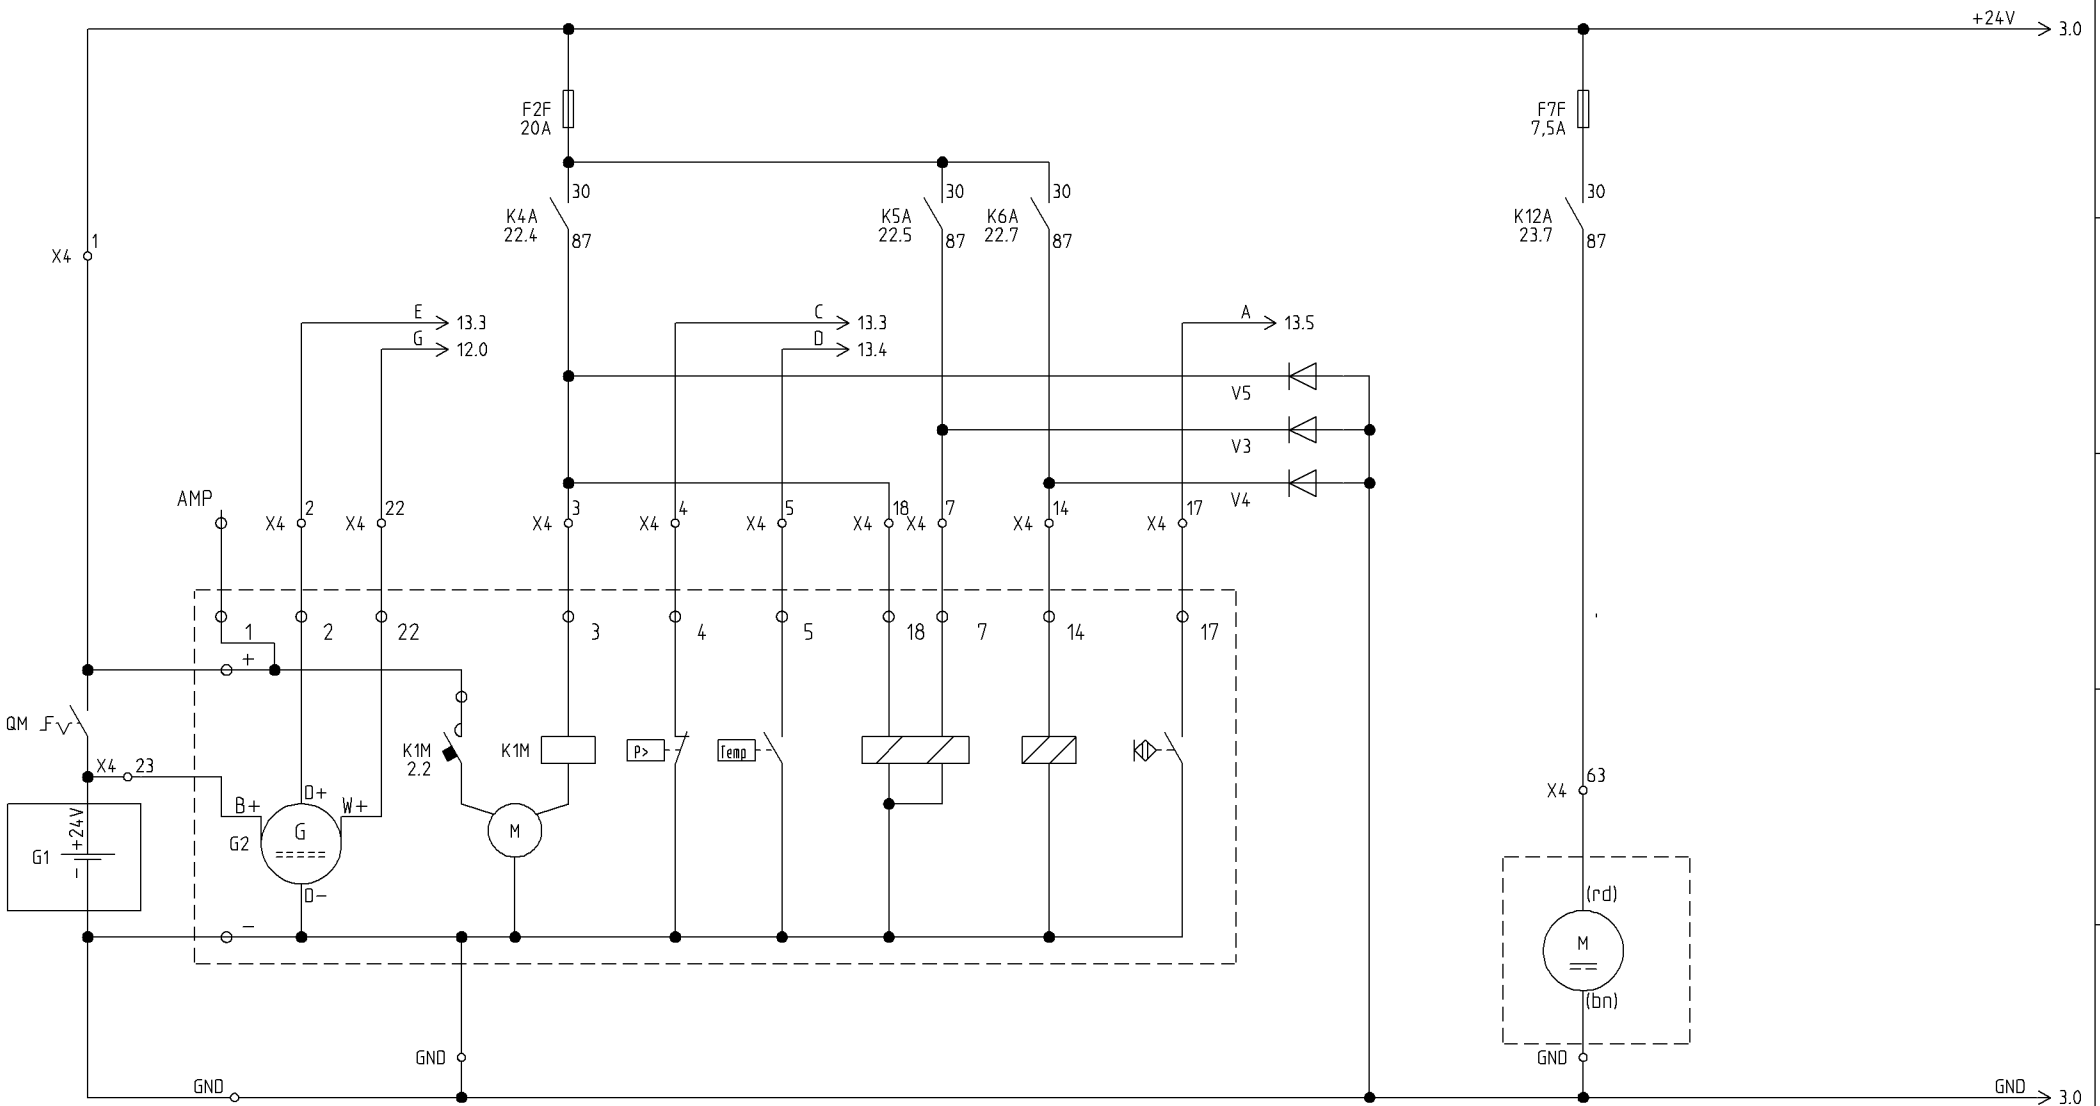 +24V
3.0
F2F
20A
F7F
7,5A
30
30
30
30
K4A
22.4
K5A
22.5
K6A
22.7
K12A
23.7
87
87
87
87
1
X4
E
13.3
G
12.0
C
13.3
D
13.4
A
13.5
V5
V3
V4
AMP
X4 2
X4 22
X4 3
X4 4
X4 5
X4 18
X4 7
X4 14
X4 17
1
2
22
3
4
5
18
7
14
17
+
QM
K1M
2.2
K1M
P>
Temp
X4 23
63
X4
B+
D+
W+
+24V
G
G2
M
G1
-
D-
-
(rd)
M
(bn)
GND
GND
GND
GND
3.0